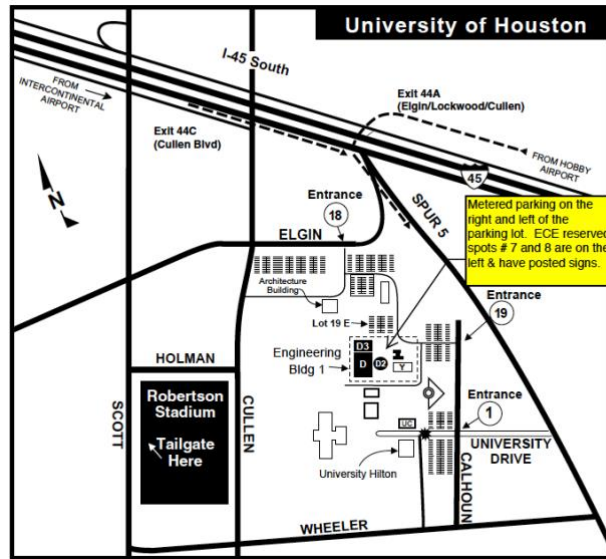 University of Houston
I-45 South
FROM
INTERCONTINENTAL
AIRPORT
Exit 44A
(Elgin/Lockwood/Cullen)
Exit 44C
(Cullen Blvd)
FROM HOBBY
AIRPORT
45
N
Entrance
18
SPUR 5
Metered parking on the
right and left of the
parking lot. ECE reserved
spots # 7 and 8 are on the
left & have posted signs.
ELGIN
Architecture
Building
Lot 19 E
Entrance
19
Engineering
Bldg 1
D3
D
D2
Y
HOLMAN
Robertson
Stadium
Tailgate
Here
SCOTT
CULLEN
Entrance
1
UC
UNIVERSITY
DRIVE
University Hilton
CALHOUN
WHEELER